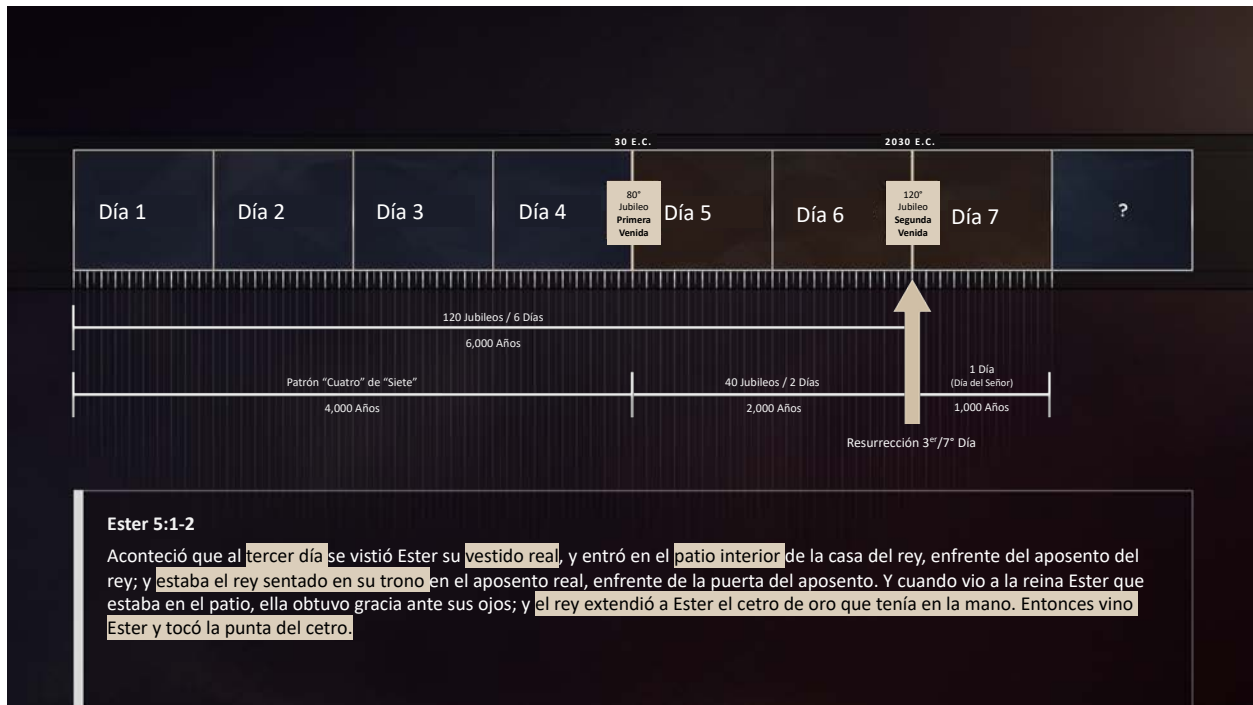 30 E.C.
2030 E.C.
Día 1
Día 2
Día 3
Día 4
80°
Jubileo
Primera
Venida
Día 5
Día 6
120°
Jubileo
Segunda
Venida
Día 7
?
120 Jubileos / 6 Días
6,000 Años
Patrón “Cuatro” de “Siete”
4,000 Años
40 Jubileos / 2 Días
2,000 Años
1 Día
(Día del Señor)
1,000 Años
Resurrección 3er/7° Día
Ester 5:1-2
Aconteció que al tercer día se vistió Ester su vestido real, y entró en el patio interior de la casa del rey, enfrente del aposento del
rey; y estaba el rey sentado en su trono en el aposento real, enfrente de la puerta del aposento. Y cuando vio a la reina Ester que
estaba en el patio, ella obtuvo gracia ante sus ojos; y el rey extendió a Ester el cetro de oro que tenía en la mano. Entonces vino
Ester y tocó la punta del cetro.